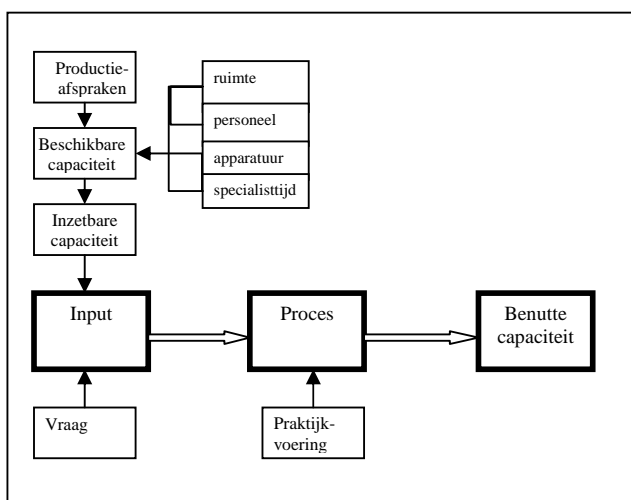 Productie-
afspraken
ruimte
personeel
Beschikbare
capaciteit
apparatuur
specialisttijd
Inzetbare
capaciteit
Input
Proces
Benutte
capaciteit
Vraag
Praktijk-
voering